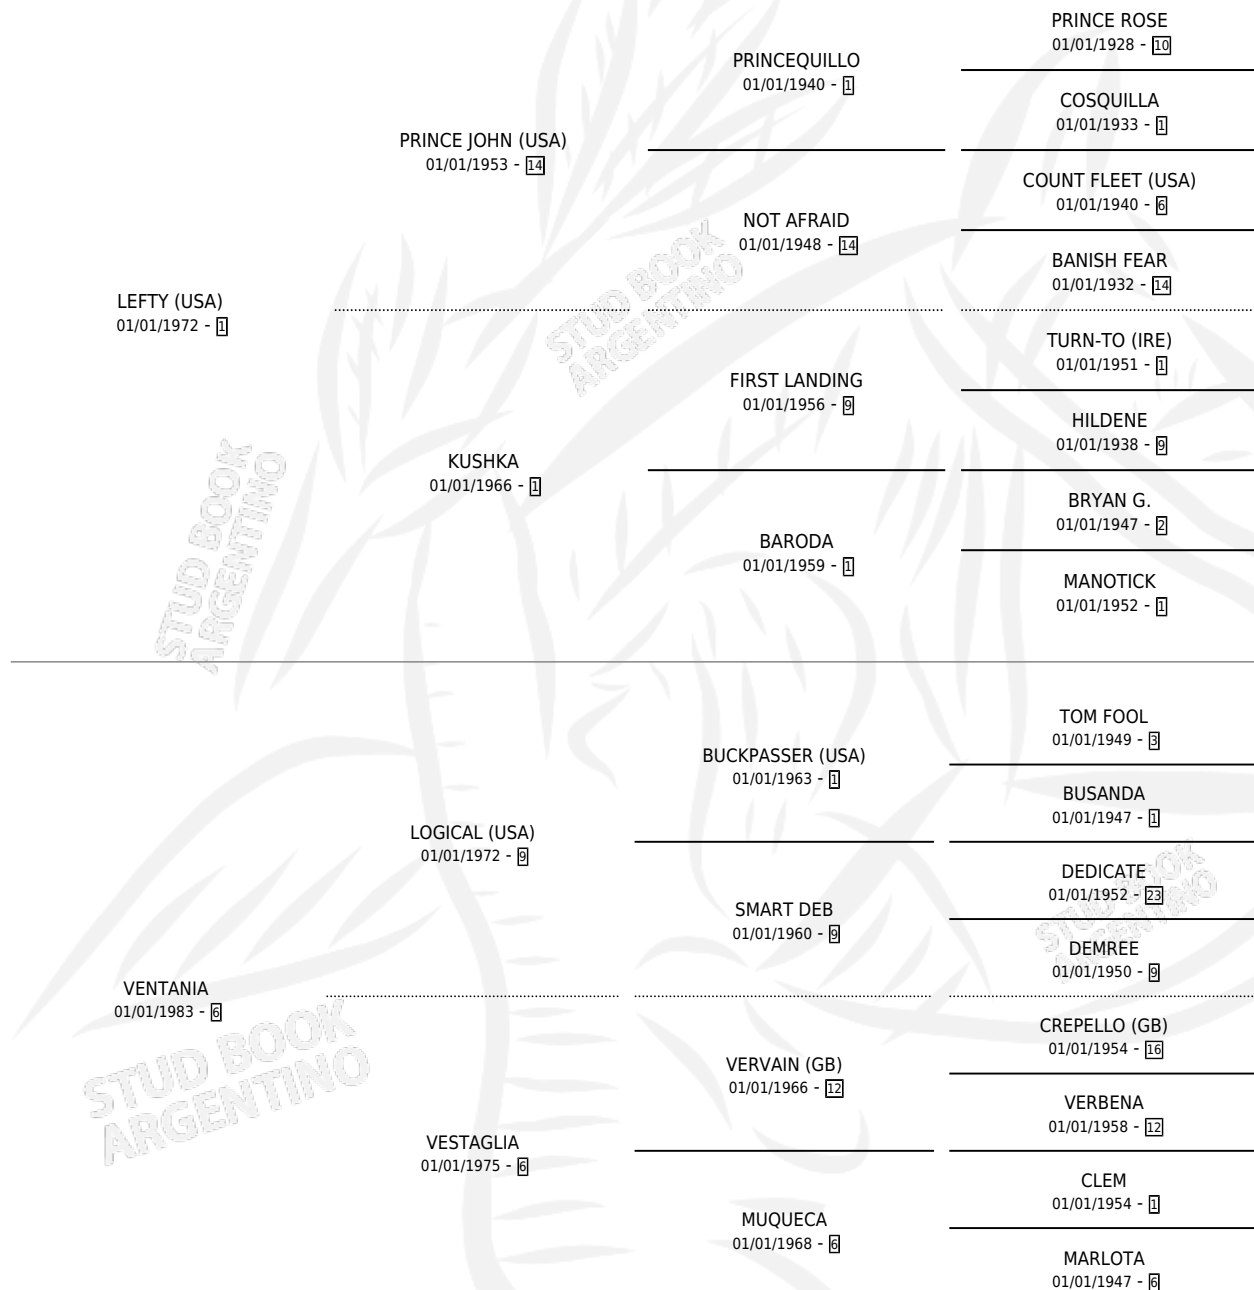 PRINCE ROSE
01/01/1928 - 10
PRINCEQUILLO
01/01/1940 - 1
COSQUILLA
01/01/1933 - 1
PRINCE JOHN (USA)
01/01/1953 - 14
COUNT FLEET (USA)
01/01/1940 - 6
NOT AFRAID
01/01/1948 - 14
BANISH FEAR
01/01/1932 - 14
LEFTY (USA)
01/01/1972 - 1
TURN-TO (IRE)
01/01/1951 - 1
FIRST LANDING
01/01/1956 - 9
HILDENE
01/01/1938 - 9
KUSHKA
01/01/1966 - 1
BRYAN G.
01/01/1947 - 2
BARODA
01/01/1959 - 1
MANOTICK
01/01/1952 - 1
STUD BOOK
ARGENTINO
STUD BOOK
ARGENTINO
TOM FOOL
01/01/1949 - 3
BUCKPASSER (USA)
01/01/1963 - 1
BUSANDA
01/01/1947 - 1
LOGICAL (USA)
01/01/1972 - 9
DEDICATE
01/01/1952 - 23
SMART DEB
01/01/1960 - 9
DEMREE
01/01/1950 - 9
VENTANIA
01/01/1983 - 6
CREPELLO (GB)
01/01/1954 - 16
VERVAIN (GB)
01/01/1966 - 12
VERBENA
01/01/1958 - 12
VESTAGLIA
01/01/1975 - 6
CLEM
01/01/1954 - 1
MUQUECA
01/01/1968 - 6
MARLOTA
01/01/1947 - 6
STUD BOOK
ARGENTINO
STUD BOOK
ARGENTINO